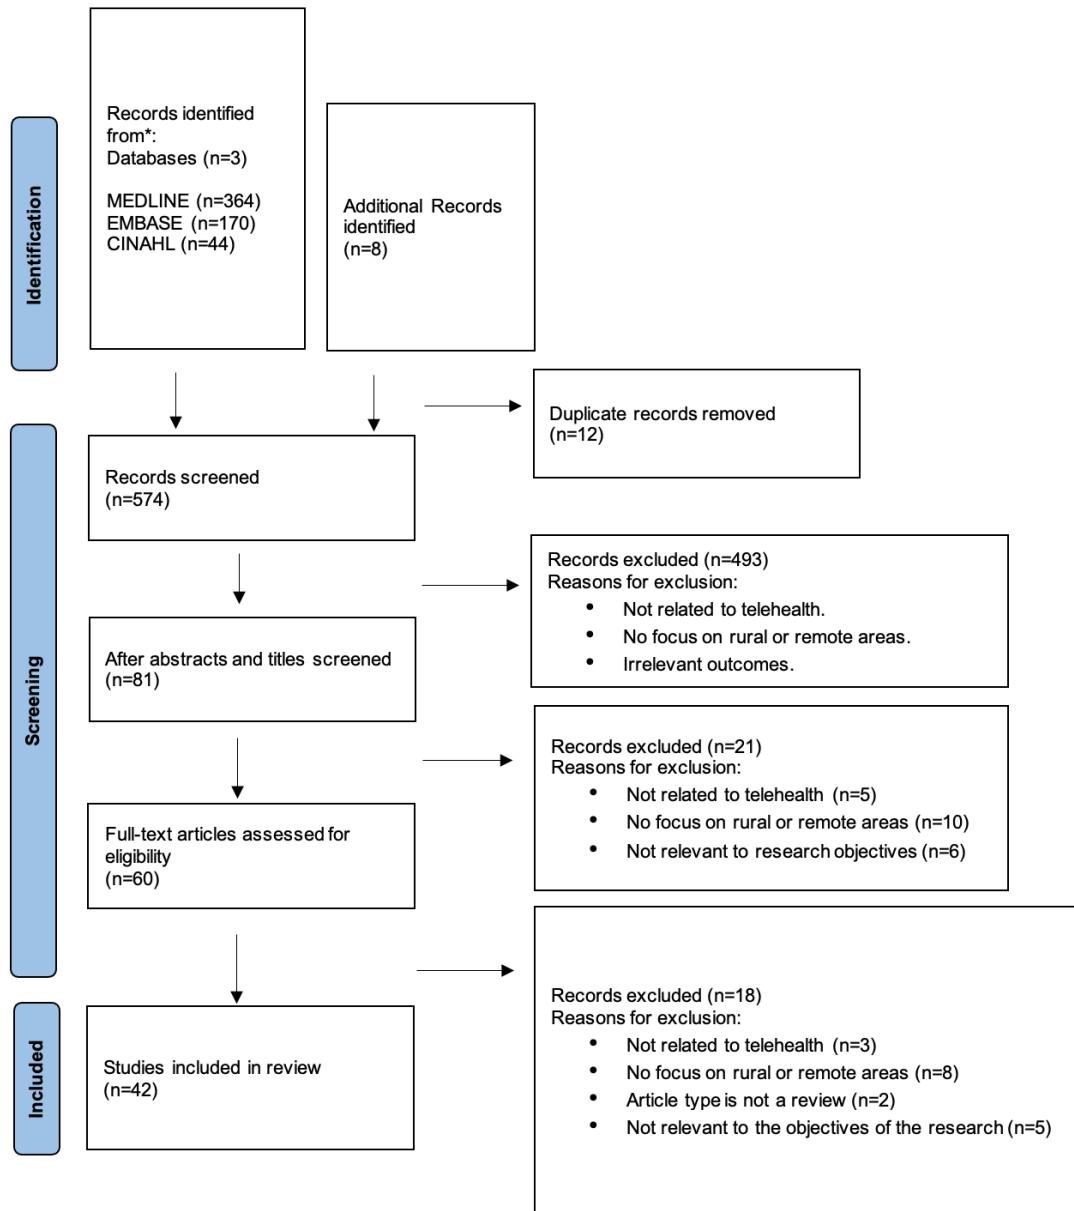 Identification
Records identified
from*:
Databases (n=3)
MEDLINE (n=364)
EMBASE (n=170)
CINAHL (n=44)
Additional Records
identified
(n=8)
Duplicate records removed
(n=12)
Screening
Records screened
(n=574)
Records excluded (n=493)
Reasons for exclusion:
• Not related to telehealth.
• No focus on rural or remote areas.
• Irrelevant outcomes.
After abstracts and titles screened
(n=81)
Records excluded (n=21)
Reasons for exclusion:
• Not related to telehealth (n=5)
• No focus on rural or remote areas (n=10)
• Not relevant to research objectives (n=6)
Full-text articles assessed for
eligibility
(n=60)
Records excluded (n=18)
Reasons for exclusion:
• Not related to telehealth (n=3)
• No focus on rural or remote areas (n=8)
• Article type is not a review (n=2)
• Not relevant to the objectives of the research (n=5)
Included
Studies included in review
(n=42)